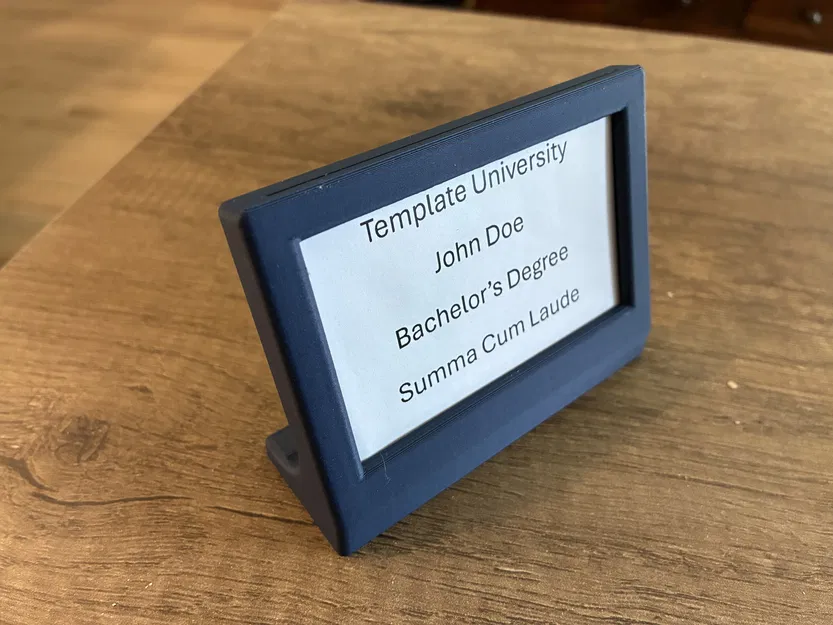 Template University
John Doe
Bachelor’s Degree
Summa Cum Laude